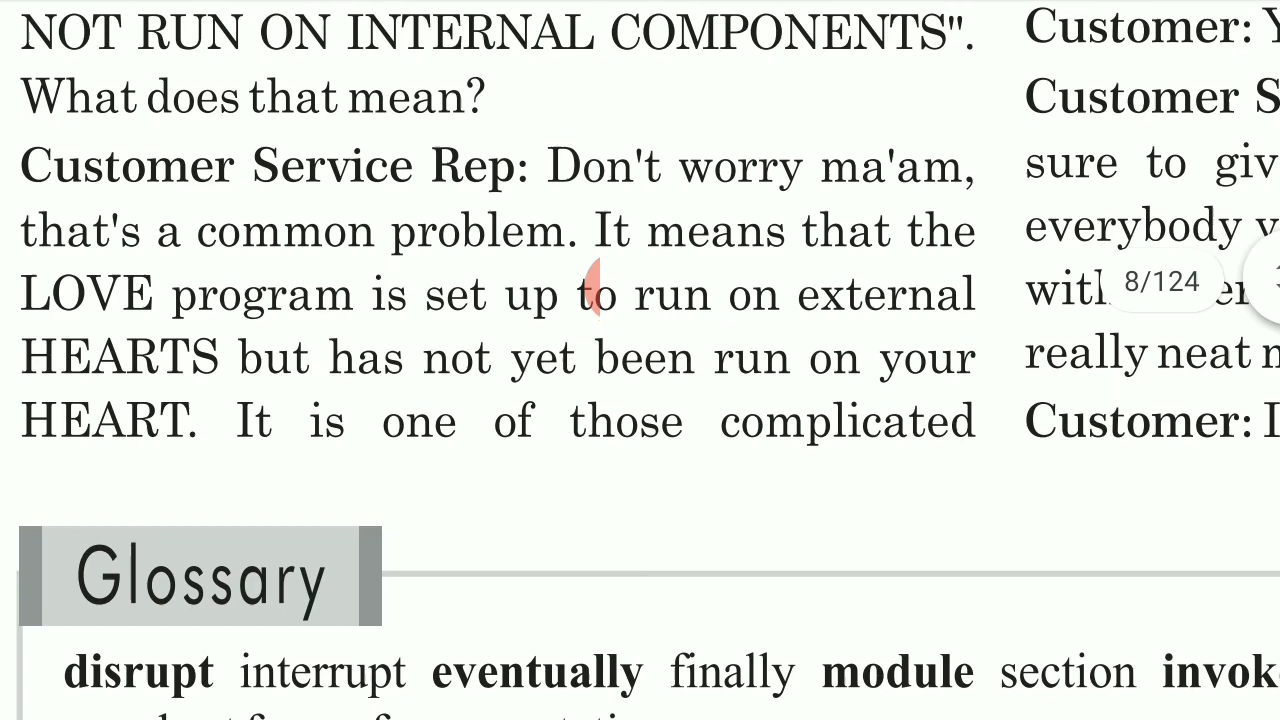 NOT RUN ON INTERNAL COMPONENTS".
What does that mean?
Customer Service Rep: Don't worry ma'am,
that's a common problem. It means that the
LOVE program is set up to run on external
HEARTS but has not yet been run on your
HEART. It is one of those complicated
Customer:
Customer
sure to
everybody
8/124
really neat
Customer:
Glossary
disrupt interrupt eventually finally module section